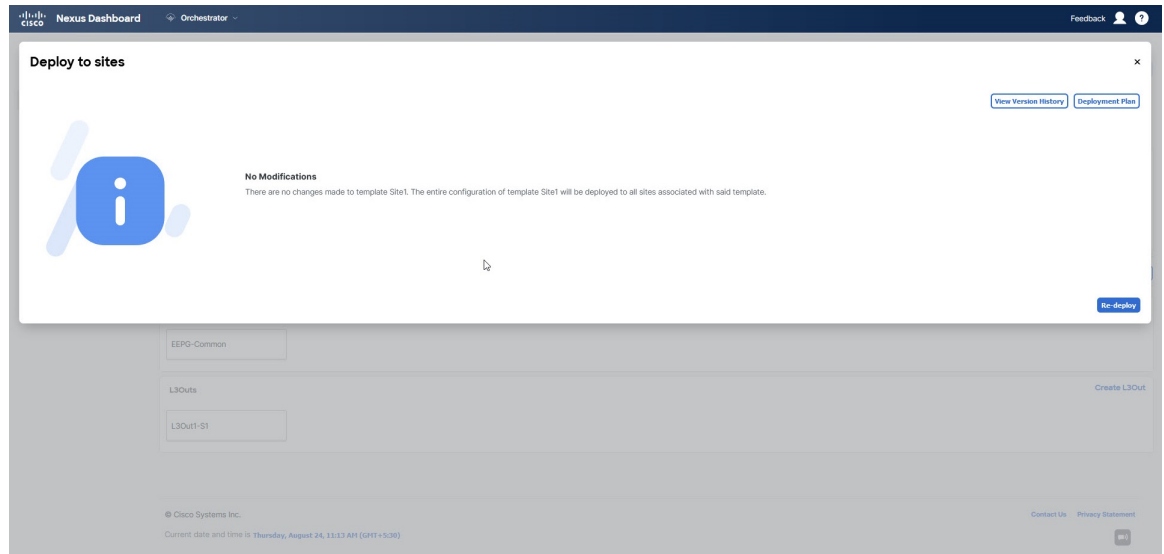 cisco Nexus Dashboard Orchestrator Feedback ?
Deploy to sites ×
View Version History Deployment Plan
No Modifications
There are no changes made to template Site1. The entire configuration of template Site1 will be deployed to all sites associated with said template.
Re-deploy
EEPG-Common
L3Outs Create L3Out
L3Out1-S1
© Cisco Systems Inc. Contact Us Privacy Statement
Current date and time is Thursday, August 24, 11:13 AM (GMT+5:30)